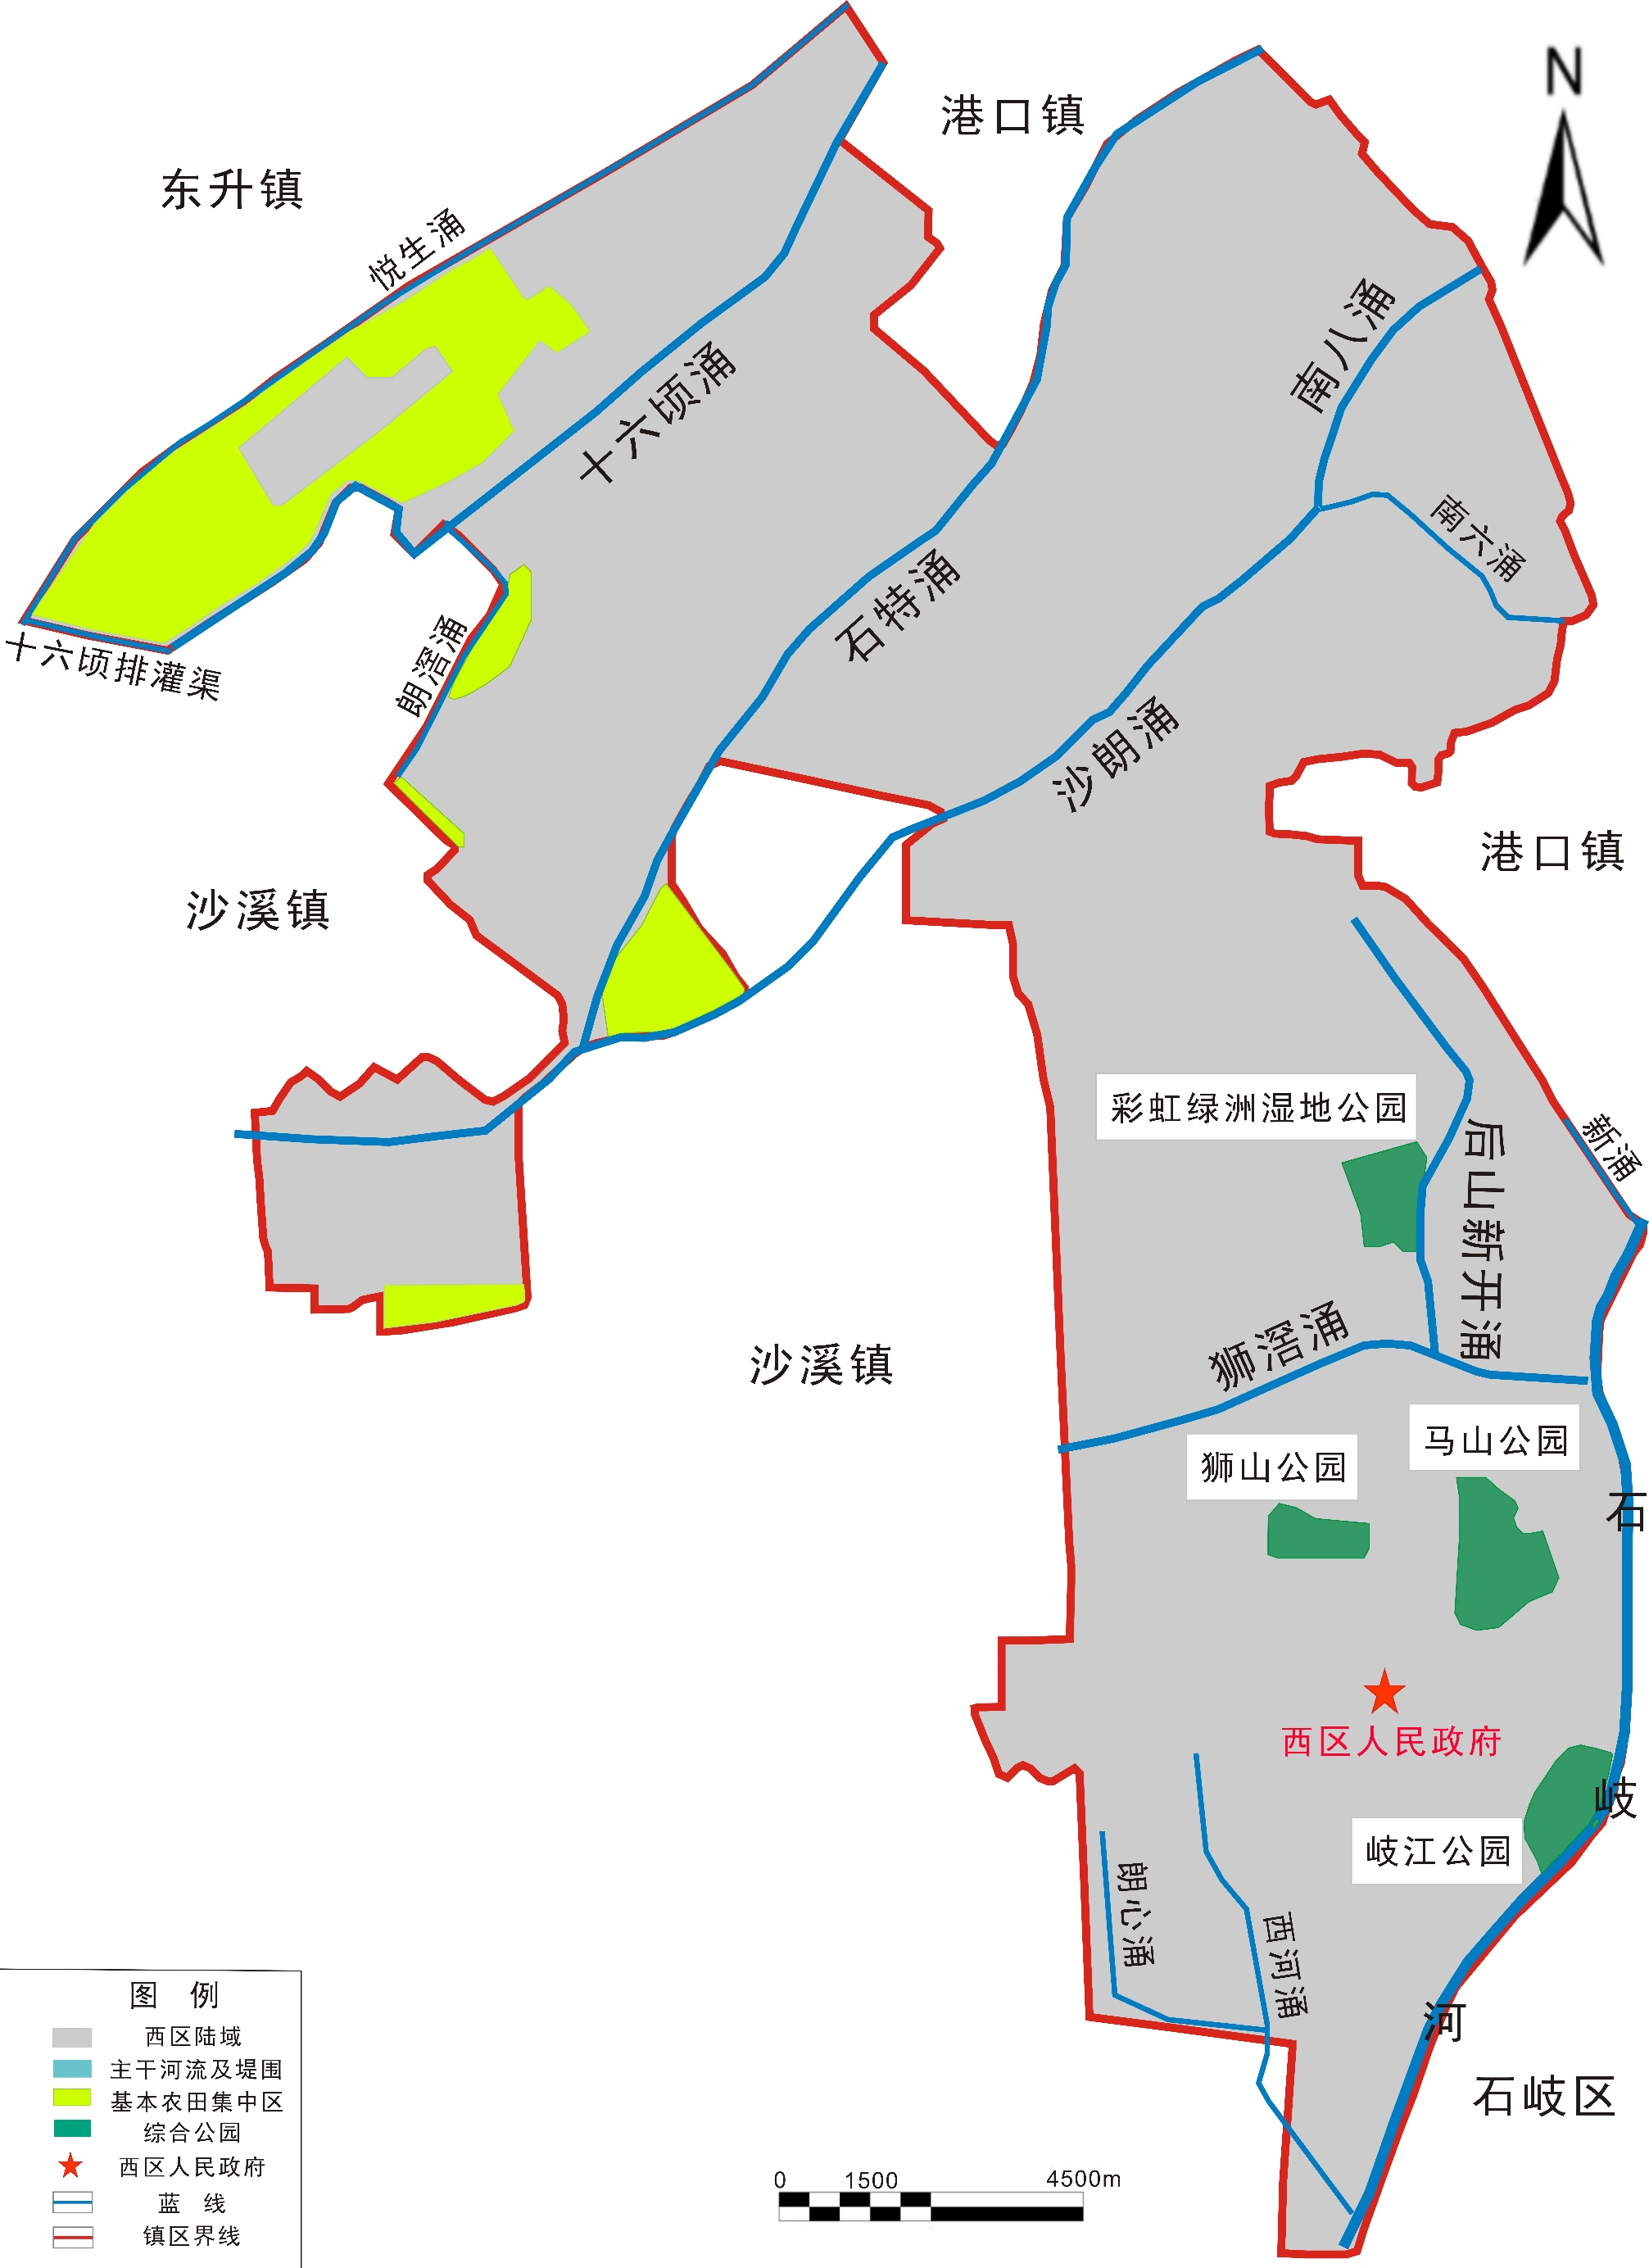 N
港口镇
东升镇
悦生涌
南八涌
十六顷涌
南六涌
石特涌
十六顷排灌渠
朗滘涌
沙朗涌
港口镇
沙溪镇
彩虹绿洲湿地公园
新涌
后山新开涌
沙溪镇
狮滘涌
马山公园
狮山公园
石岐河
西区人民政府
岐江公园
朗心涌
西河涌
石岐区
图 例
西区陆域
主干河流及堤围
基本农田集中区
综合公园
西区人民政府
蓝 线
镇区界线
0 1500 4500m